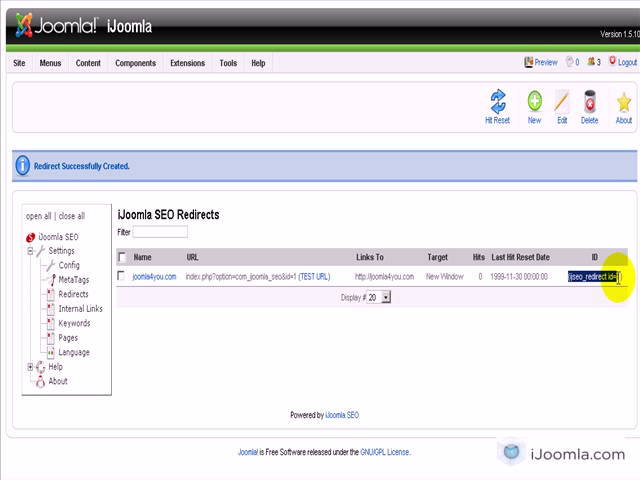 Joomla! iJoomla
Version 1.5.10
Site Menus Content Components Extensions Tools Help Preview 0 3 Logout
Hit Reset New Edit Delete About
Redirect Successfully Created.
open all | close all
iJoomla SEO
Settings
Config
MetaTags
Redirects
Internal Links
Keywords
Pages
Language
Help
About
iJoomla SEO Redirects
Filter
Name URL Links To Target Hits Last Hit Reset Date ID
joomla4you.com index.php?option=com_ijoomla_seo&id=1 (TEST URL) http://joomla4you.com New Window 0 1999-11-30 00:00:00 {iseo_redirect id=
Display # 20
Powered by iJoomla SEO
Joomla! is Free Software released under the GNU/GPL License.
iJoomla.com